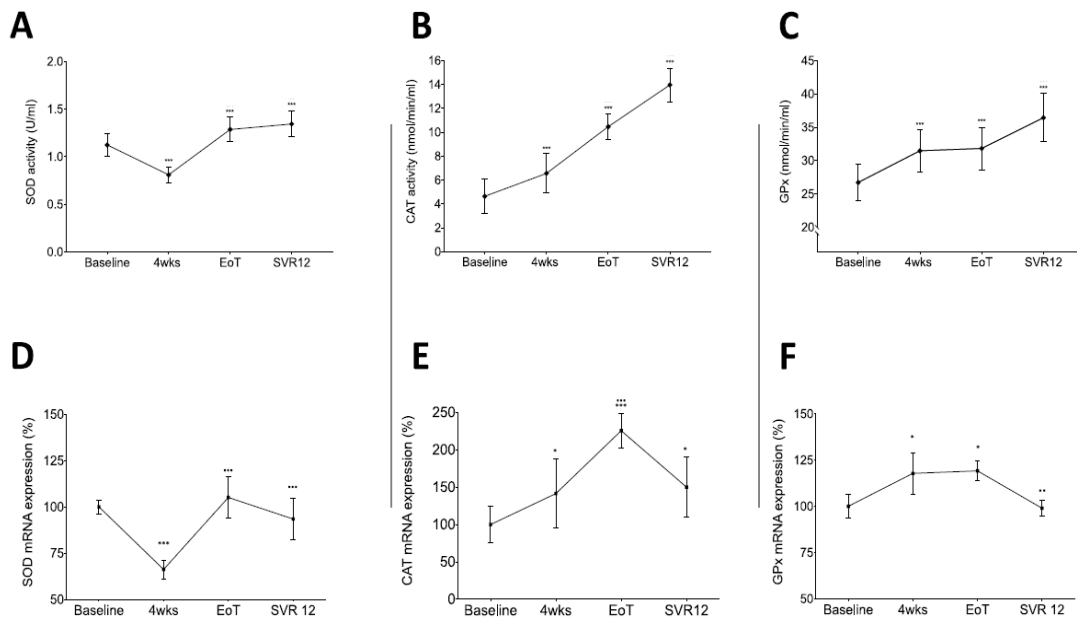 A
SOD activity (U/ml)
2.0
1.5
1.0
0.5
0.0
***
***
***
Baseline
4wks
EoT
SVR12
B
CAT activity (nmol/min/ml)
16
14
12
10
8
6
4
2
0
***
***
***
Baseline
4wks
EoT
SVR12
C
GPx (nmol/min/ml)
45
40
35
30
25
20
***
***
***
Baseline
4wks
EoT
SVR12
D
SOD mRNA expression (%)
150
125
100
75
50
***
•••
•••
Baseline
4wks
EoT
SVR 12
E
CAT mRNA expression (%)
250
200
150
100
50
0
*
•••
***
*
Baseline
4wks
EoT
SVR12
F
GPx mRNA expression (%)
150
125
100
75
50
*
*
••
Baseline
4wks
EoT
SVR 12